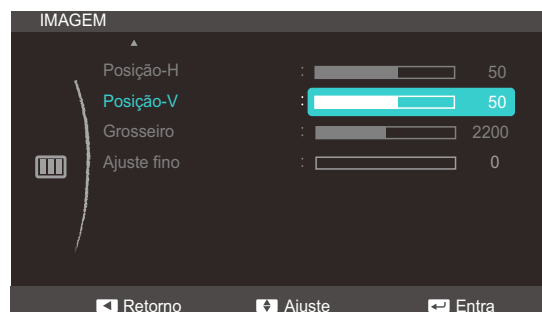 IMAGEM
Posição-H : 50
Posição-V : 50
Grosseiro : 2200
Ajuste fino : 0
Retorno Ajuste Entra